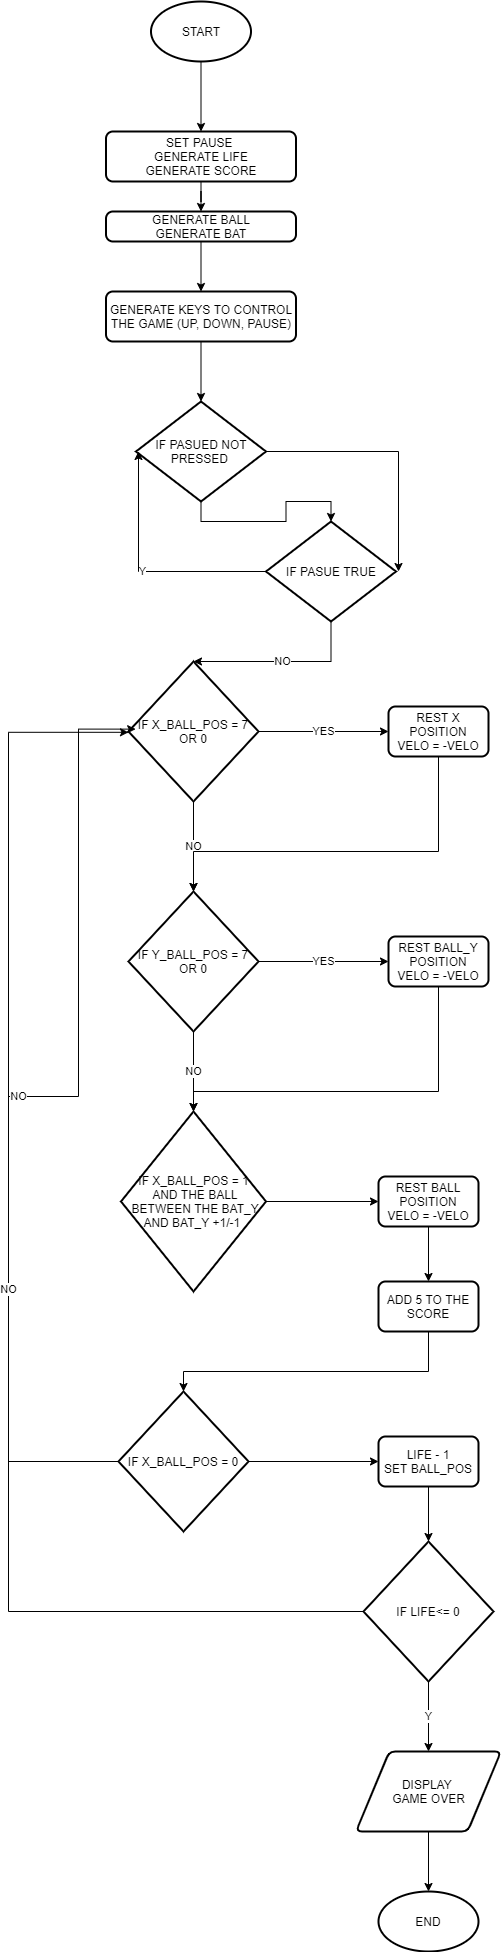 START
SET PAUSE
GENERATE LIFE
GENERATE SCORE
GENERATE BALL
GENERATE BAT
GENERATE KEYS TO CONTROL
THE GAME (UP, DOWN, PAUSE)
IF PASUED NOT
PRESSED
IF PASUE TRUE
Y
NO
IF X_BALL_POS = 7
OR 0
YES
REST X
POSITION
VELO = -VELO
NO
IF Y_BALL_POS = 7
OR 0
YES
REST BALL_Y
POSITION
VELO = -VELO
NO
NO
IF X_BALL_POS = 1
AND THE BALL
BETWEEN THE BAT_Y
AND BAT_Y +1/-1
REST BALL
POSITION
VELO = -VELO
NO
ADD 5 TO THE
SCORE
IF X_BALL_POS = 0
LIFE - 1
SET BALL_POS
IF LIFE<= 0
Y
DISPLAY
GAME OVER
END